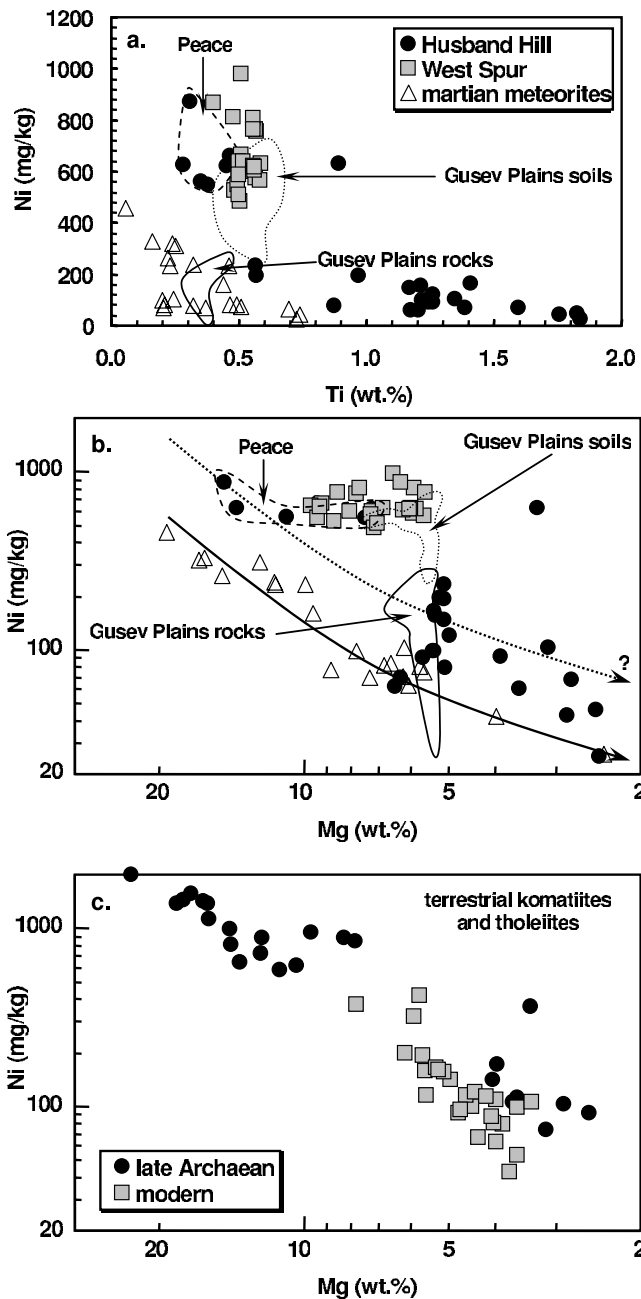 1200
1000
800
600
400
200
0
Ni (mg/kg)
a.
Peace
Husband Hill
West Spur
martian meteorites
Gusev Plains soils
Gusev Plains rocks
0.0 0.5 1.0 1.5 2.0
Ti (wt.%)
b.
1000
100
20
Ni (mg/kg)
Peace
Gusev Plains soils
Gusev Plains rocks
?
20 10 5 2
Mg (wt.%)
c.
terrestrial komatiites
and tholeiites
1000
100
20
Ni (mg/kg)
late Archaean
modern
20 10 5 2
Mg (wt.%)